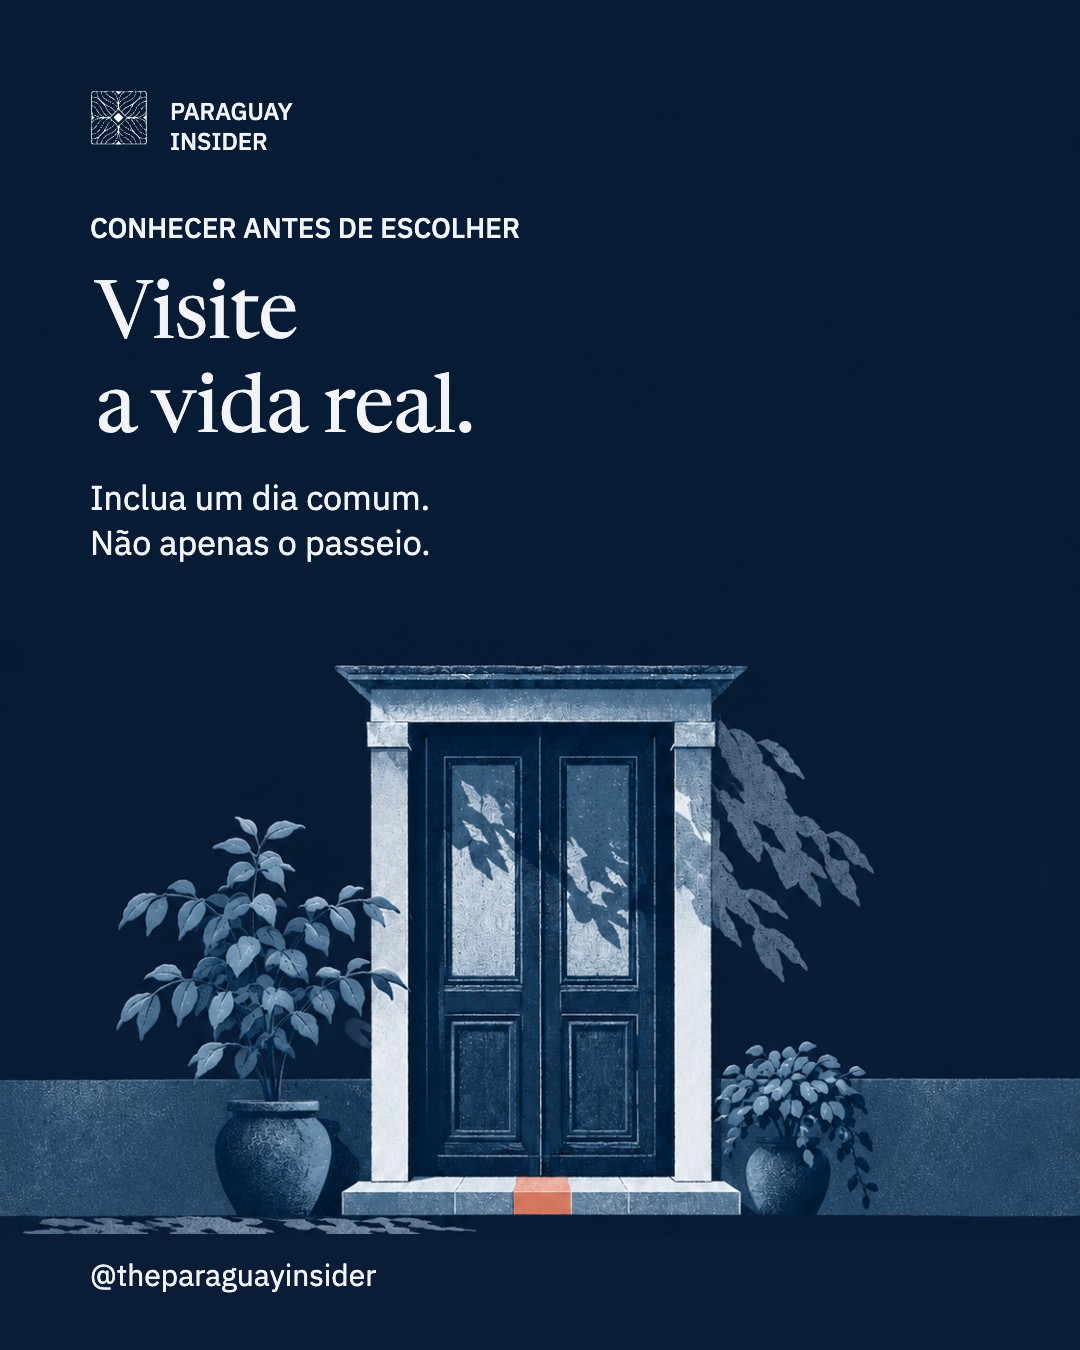 PARAGUAY
INSIDER
CONHECER ANTES DE ESCOLHER
Visite
a vida real.
Inclua um dia comum.
Não apenas o passeio.
@theparaguayinsider